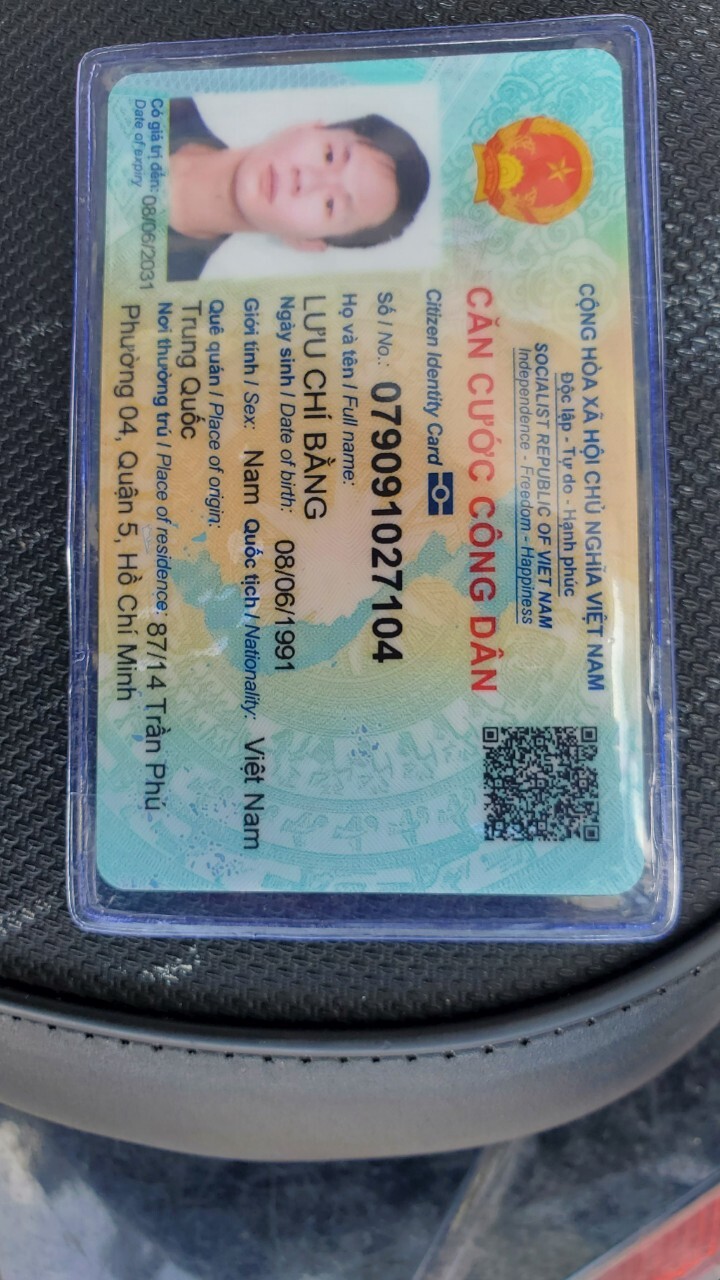 CỘNG HÒA XÃ HỘI CHỦ NGHĨA VIỆT NAM
Độc lập - Tự do - Hạnh phúc
SOCIALIST REPUBLIC OF VIET NAM
Independence - Freedom - Happiness
CĂN CƯỚC CÔNG DÂN
Citizen Identity Card
Số / No.: 079091027104
Họ và tên / Full name:
LƯU CHÍ BẰNG
Ngày sinh / Date of birth: 08/06/1991
Giới tính / Sex: Nam Quốc tịch / Nationality: Việt Nam
Quê quán / Place of origin:
Trung Quốc
Nơi thường trú / Place of residence: 87/14 Trần Phú
Phường 04, Quận 5, Hồ Chí Minh
Có giá trị đến: 08/06/2031
Date of expiry